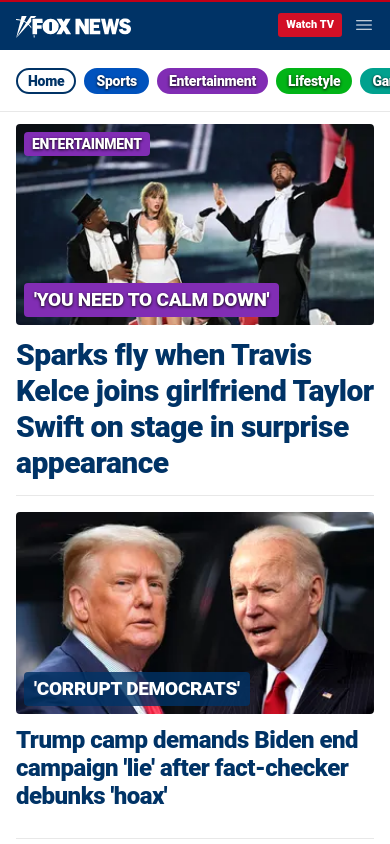 FOX NEWS
Watch TV
Home
Sports
Entertainment
Lifestyle
Ga
ENTERTAINMENT
'YOU NEED TO CALM DOWN'
Sparks fly when Travis
Kelce joins girlfriend Taylor
Swift on stage in surprise
appearance
'CORRUPT DEMOCRATS'
Trump camp demands Biden end
campaign 'lie' after fact-checker
debunks 'hoax'